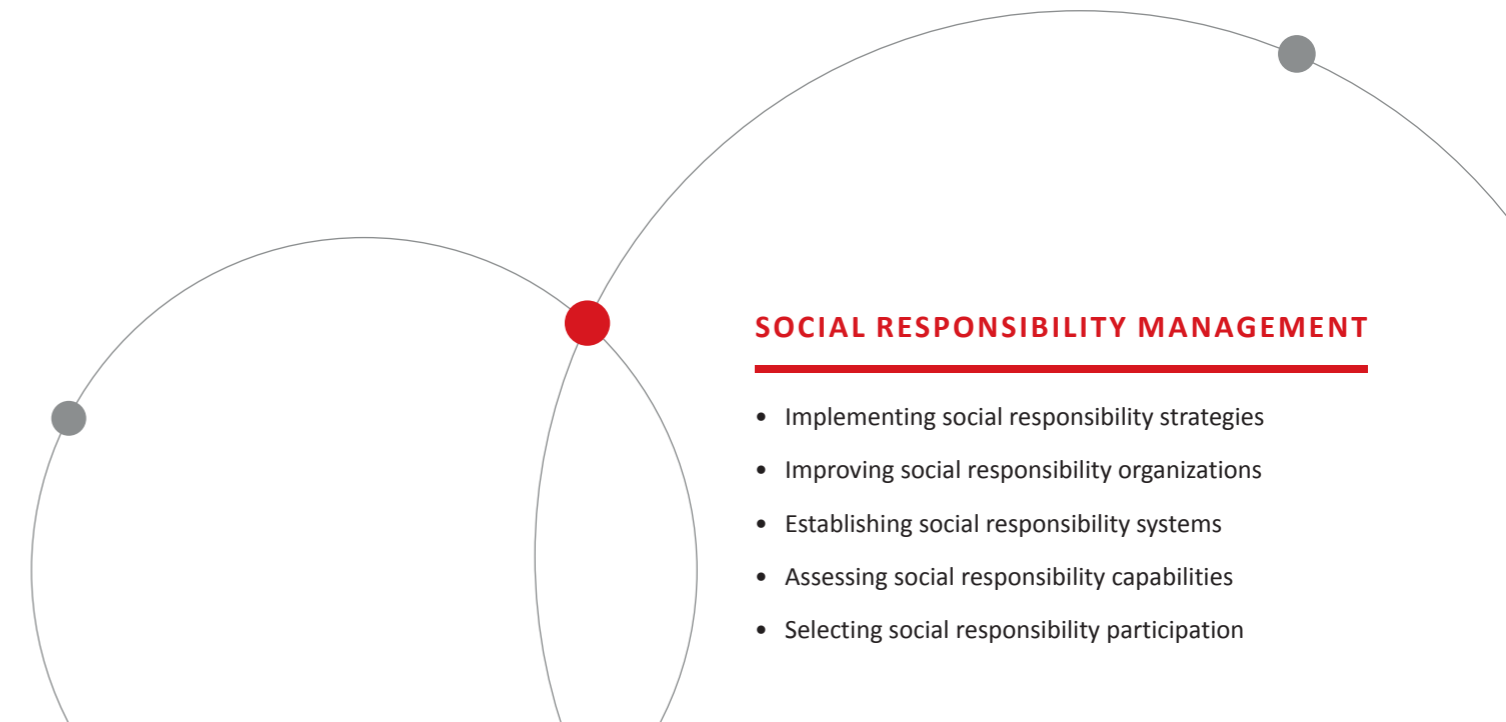 SOCIAL RESPONSIBILITY MANAGEMENT
• Implementing social responsibility strategies
• Improving social responsibility organizations
• Establishing social responsibility systems
• Assessing social responsibility capabilities
• Selecting social responsibility participation